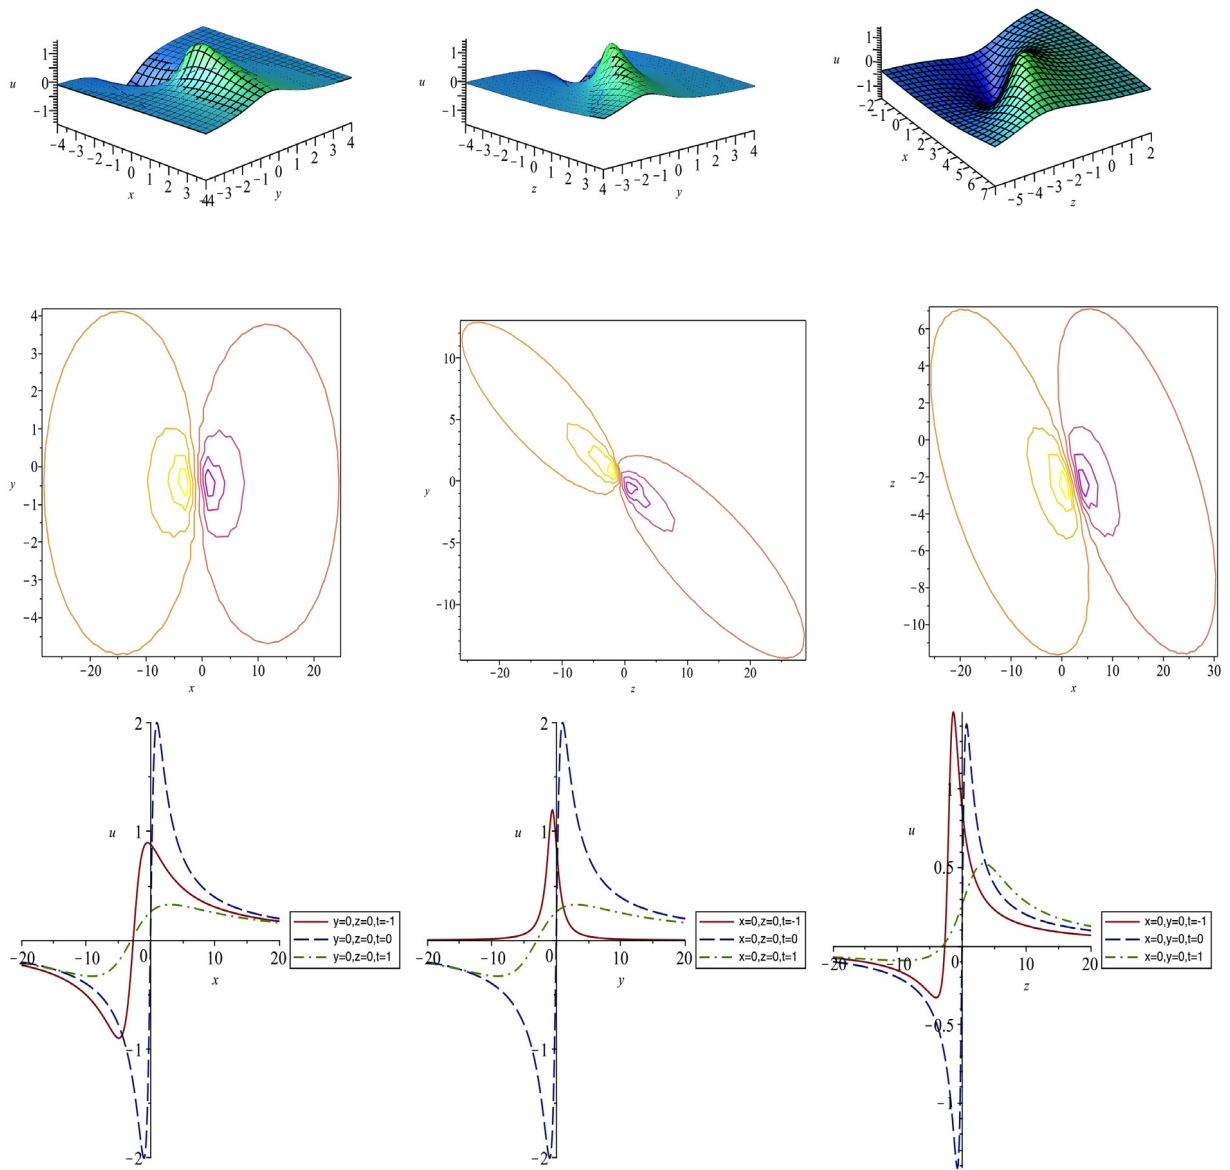 1
u 0
−1
−4 −3 −2 −1 0 1 2 3 4
x
−4 −3 −2 −1 0 1 2 3 4
y
1
u 0
−1
−4 −3 −2 −1 0 1 2 3 4
z
−3 −2 −1 0 1 2 3 4
y
1
u 0
−1
−2 −1 0 1 2 3 4 5 6 7
x
−5 −4 −3 −2 −1 0 1 2
z
4
3
2
1
0
y
−1
−2
−3
−4
−20 −10 0 10 20
x
10
5
y 0
−5
−10
−20 −10 0 10 20
z
6
4
2
0
z −2
−4
−6
−8
−10
−20 −10 0 10 20 30
x
2
u 1
−20 −10 0 10 20
x
−1
−2
y=0,z=0,t=-1
y=0,z=0,t=0
y=0,z=0,t=1
2
u 1
−20 −10 0 10 20
y
−1
−2
x=0,z=0,t=-1
x=0,z=0,t=0
x=0,z=0,t=1
1
u
0.5
−20 −10 0 10 20
z
−0.5
−1
x=0,y=0,t=-1
x=0,y=0,t=0
x=0,y=0,t=1